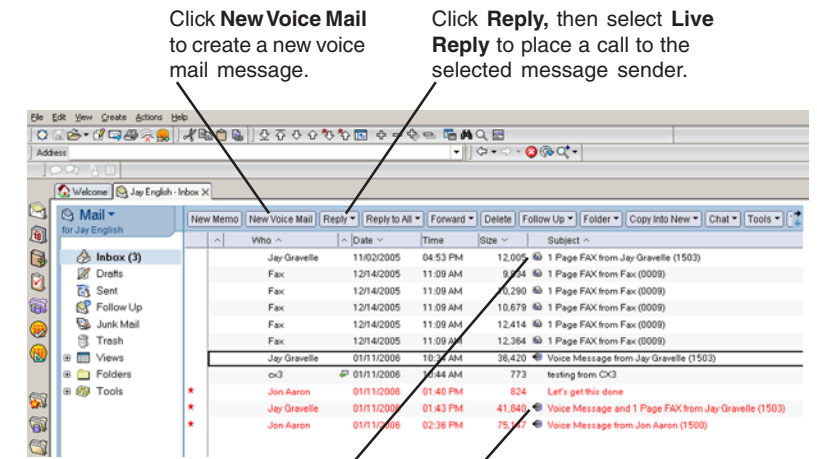 Click New Voice Mail
to create a new voice
mail message.
Click Reply, then select Live
Reply to place a call to the
selected message sender.
File Edit View Create Actions Help
Address
Welcome Jay English - Inbox
Mail
for Jay English
New Memo New Voice Mail Reply Reply to All Forward Delete Follow Up Folder Copy Into New Chat Tools
Who Date Time Size Subject
Inbox (3)
Drafts
Sent
Follow Up
Junk Mail
Trash
Views
Folders
Tools
Jay Gravelle 11/02/2005 04:53 PM 12,005 1 Page FAX from Jay Gravelle (1503)
Fax 12/14/2005 11:09 AM 1 Page FAX from Fax (0009)
Fax 12/14/2005 11:09 AM 1 Page FAX from Fax (0009)
Fax 12/14/2005 11:09 AM 10,679 1 Page FAX from Fax (0009)
Fax 12/14/2005 11:09 AM 12,414 1 Page FAX from Fax (0009)
Fax 12/14/2005 11:09 AM 12,364 1 Page FAX from Fax (0009)
Jay Gravelle 01/11/2006 36,420 Voice Message from Jay Gravelle (1503)
cx3 01/11/2006 10:44 AM 773 testing from CX3
* Jon Aaron 01/11/2006 01:40 PM 824 Let's get this done
* Jay Gravelle 01/11/2006 01:43 PM 41,840 Voice Message and 1 Page FAX from Jay Gravelle (1503)
* Jon Aaron 01/11/2006 02:36 PM Voice Message from Jon Aaron (1500)